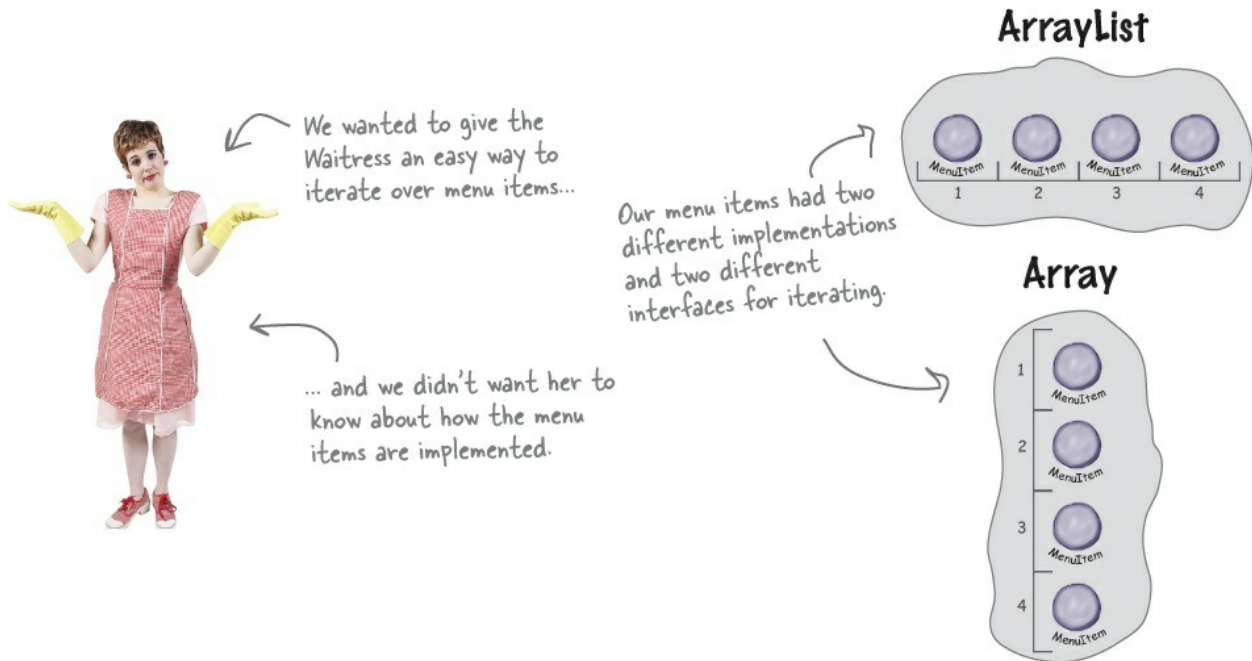 We wanted to give the
Waitress an easy way to
iterate over menu items...
... and we didn't want her to
know about how the menu
items are implemented.
Our menu items had two
different implementations
and two different
interfaces for iterating.
ArrayList
MenuItem MenuItem MenuItem MenuItem
1 2 3 4
Array
1
MenuItem
2
MenuItem
3
MenuItem
4
MenuItem